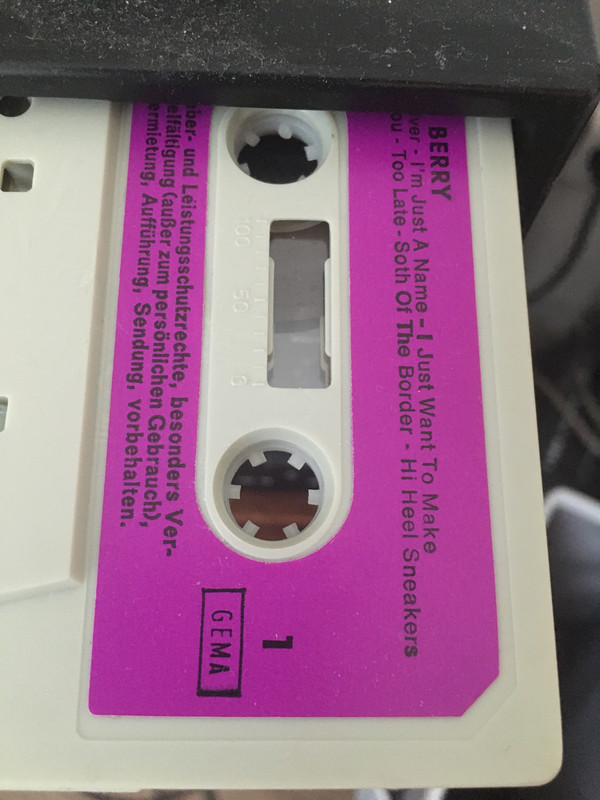 BERRY
ver - I'm Just A Name - I Just Want To Make
ou - Too Late - Soth Of The Border - Hi Heel Sneakers
100 50 0
1
GEMA
ber- und Leistungsschutzrechte, besonders Ver-
elfältigung (außer zum persönlichen Gebrauch),
ermietung, Aufführung, Sendung, vorbehalten.